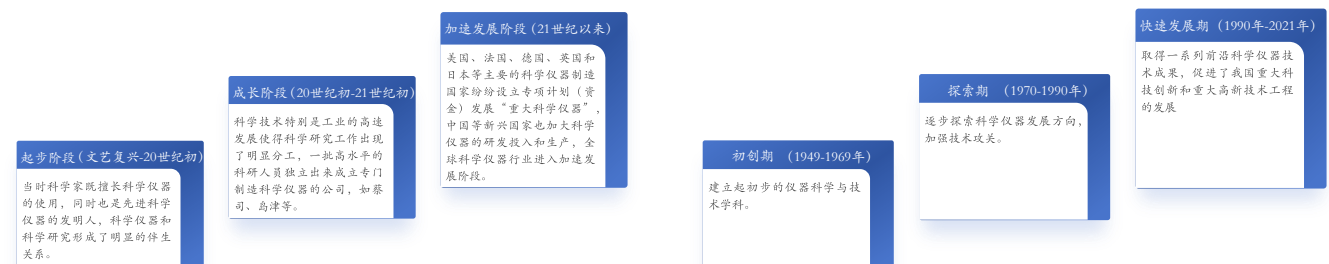 起步阶段（文艺复兴-20世纪初）
当时科学家既擅长科学仪器
的使用，同时也是先进科学
仪器的发明人，科学仪器和
科学研究形成了明显的伴生
关系。
成长阶段（20世纪初-21世纪初）
科学技术特别是工业的高速
发展使得科学研究工作出现
了明显分工，一批高水平的
科研人员独立出来成立专门
制造科学仪器的公司，如蔡
司、岛津等。
加速发展阶段（21世纪以来）
美国、法国、德国、英国和
日本等主要的科学仪器制造
国家纷纷设立专项计划（资
金）发展“重大科学仪器”，
中国等新兴国家也加大科学
仪器的研发投入和生产，全
球科学仪器行业进入加速发
展阶段。
初创期 （1949-1969年）
建立起初步的仪器科学与技
术学科。
探索期 （1970-1990年）
逐步探索科学仪器发展方向，
加强技术攻关。
快速发展期（1990年-2021年）
取得一系列前沿科学仪器技
术成果，促进了我国重大科
技创新和重大高新技术工程
的发展